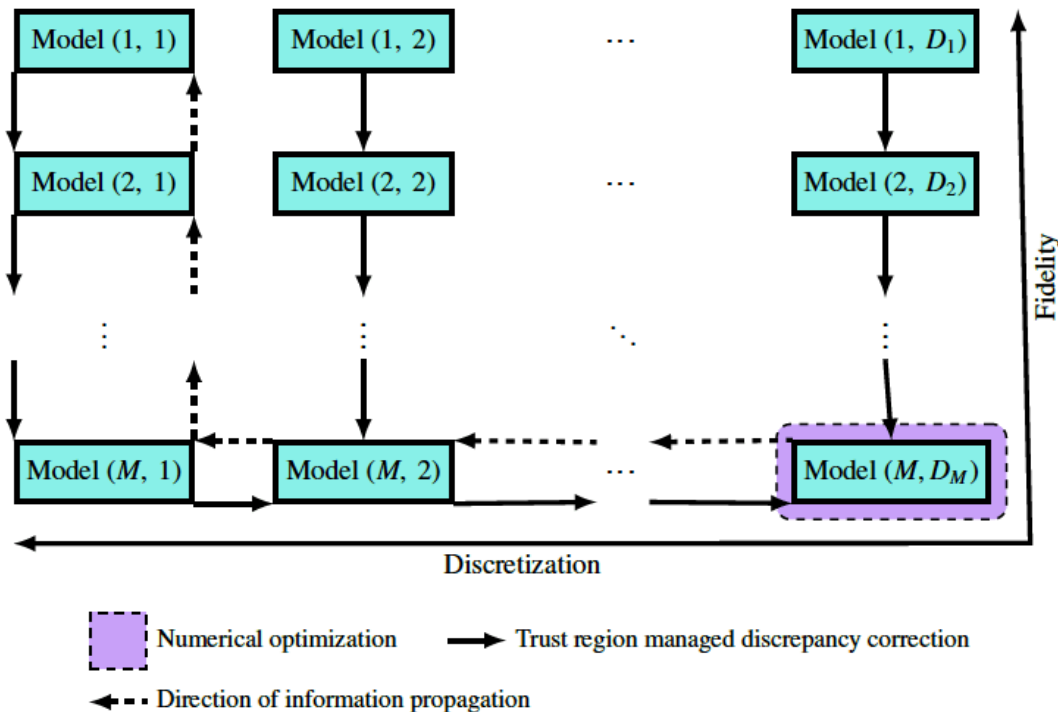 Model (1, 1) Model (1, 2) ... Model (1, D₁)
Model (2, 1) Model (2, 2) ... Model (2, D₂)
⋮ ⋮ ⋱ ⋮
Fidelity
Model (M, 1) Model (M, 2) ... Model (M, D_M)
Discretization
Numerical optimization Trust region managed discrepancy correction
Direction of information propagation